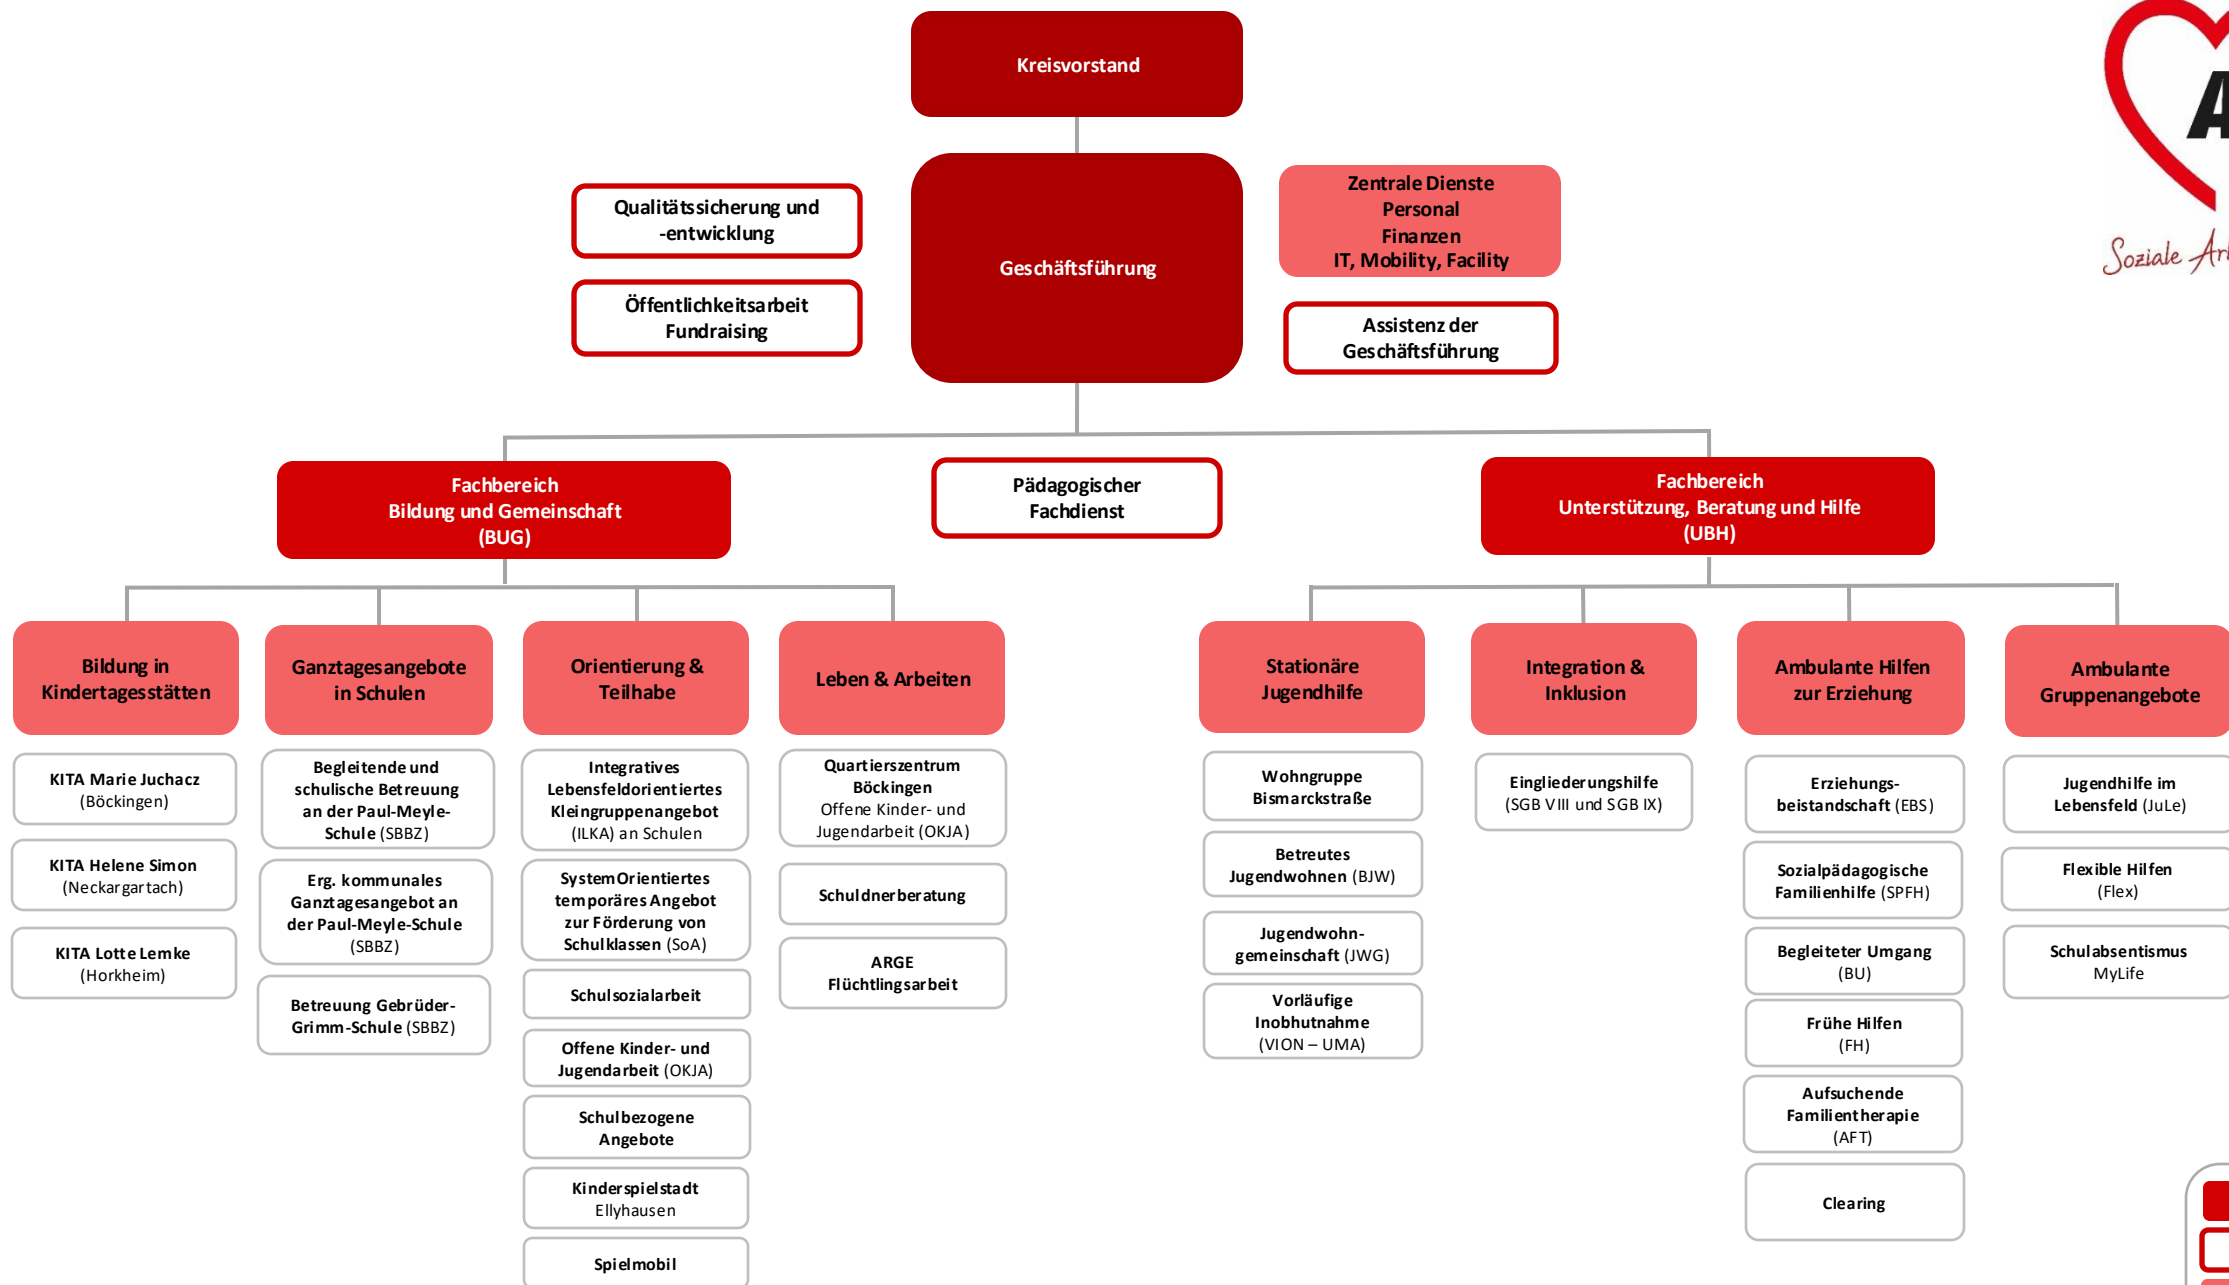 Kreisvorstand
Qualitätssicherung und
-entwicklung
Öffentlichkeitsarbeit
Fundraising
Geschäftsführung
Zentrale Dienste
Personal
Finanzen
IT, Mobility, Facility
Assistenz der
Geschäftsführung
Soziale
Fachbereich
Bildung und Gemeinschaft
(BUG)
Pädagogischer
Fachdienst
Fachbereich
Unterstützung, Beratung und Hilfe
(UBH)
Bildung in
Kindertagesstätten
KITA Marie Juchacz
(Böckingen)
KITA Helene Simon
(Neckargartach)
KITA Lotte Lemke
(Horkheim)
Ganztagesangebote
in Schulen
Begleitende und
schulische Betreuung
an der Paul-Meyle-
Schule (SBBZ)
Erg. kommunales
Ganztagesangebot an
der Paul-Meyle-Schule
(SBBZ)
Betreuung Gebrüder-
Grimm-Schule (SBBZ)
Orientierung &
Teilhabe
Integratives
Lebensfeldorientiertes
Kleingruppenangebot
(ILKA) an Schulen
SystemOrientiertes
temporäres Angebot
zur Förderung von
Schulklassen (SoA)
Schulsozialarbeit
Offene Kinder- und
Jugendarbeit (OKJA)
Schulbezogene
Angebote
Kinderspielstadt
Ellyhausen
Spielmobil
Leben & Arbeiten
Quartierszentrum
Böckingen
Offene Kinder- und
Jugendarbeit (OKJA)
Schuldnerberatung
ARGE
Flüchtlingsarbeit
Stationäre
Jugendhilfe
Wohngruppe
Bismarckstraße
Betreutes
Jugendwohnen (BJW)
Jugendwohn-
gemeinschaft (JWG)
Vorläufige
Inobhutnahme
(VION – UMA)
Integration &
Inklusion
Eingliederungshilfe
(SGB VIII und SGB IX)
Ambulante Hilfen
zur Erziehung
Erziehungs-
beistandschaft (EBS)
Sozialpädagogische
Familienhilfe (SPFH)
Begleiteter Umgang
(BU)
Frühe Hilfen
(FH)
Aufsuchende
Familientherapie
(AFT)
Clearing
Ambulante
Gruppenangebote
Jugendhilfe im
Lebensfeld (JuLe)
Flexible Hilfen
(Flex)
Schulabsentismus
MyLife